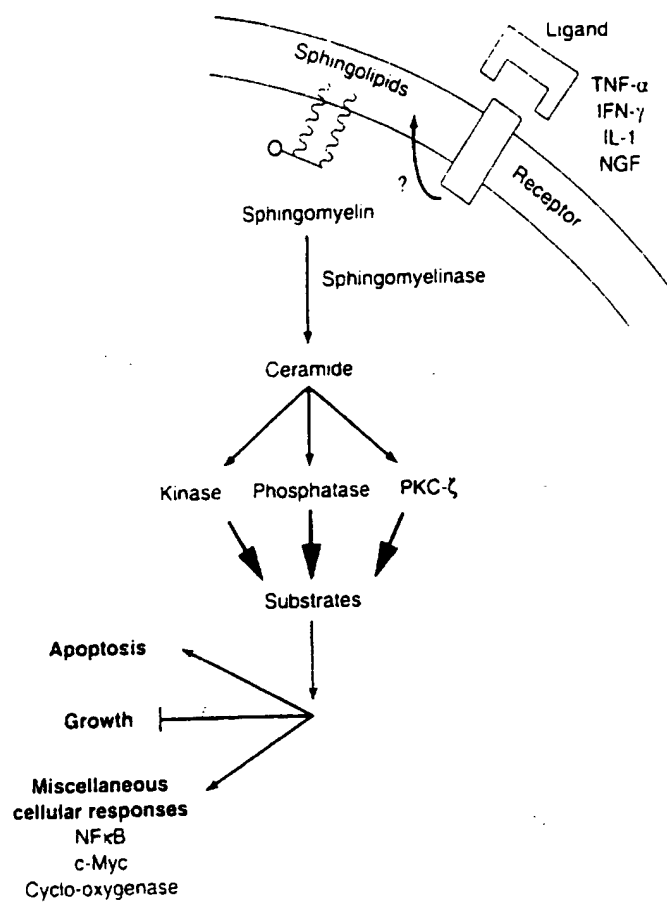 Ligand
Sphingolipids
TNF-α
IFN-γ
IL-1
NGF
?
Receptor
Sphingomyelin
Sphingomyelinase
Ceramide
Kinase
Phosphatase
PKC-ζ
Substrates
Apoptosis
Growth
Miscellaneous
cellular responses
NFκB
c-Myc
Cyclo-oxygenase